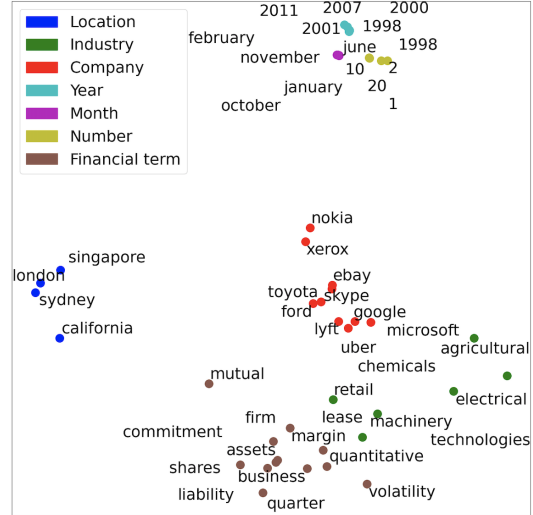 Location
Industry
Company
Year
Month
Number
Financial term
2011
2007
2000
february
2001
1998
november
june
1998
10
2
january
20
october
1
nokia
xerox
singapore
london
sydney
california
ebay
toyota
skype
ford
google
lyft
microsoft
uber
agricultural
chemicals
mutual
retail
electrical
firm
lease
machinery
commitment
margin
technologies
assets
quantitative
shares
business
liability
volatility
quarter